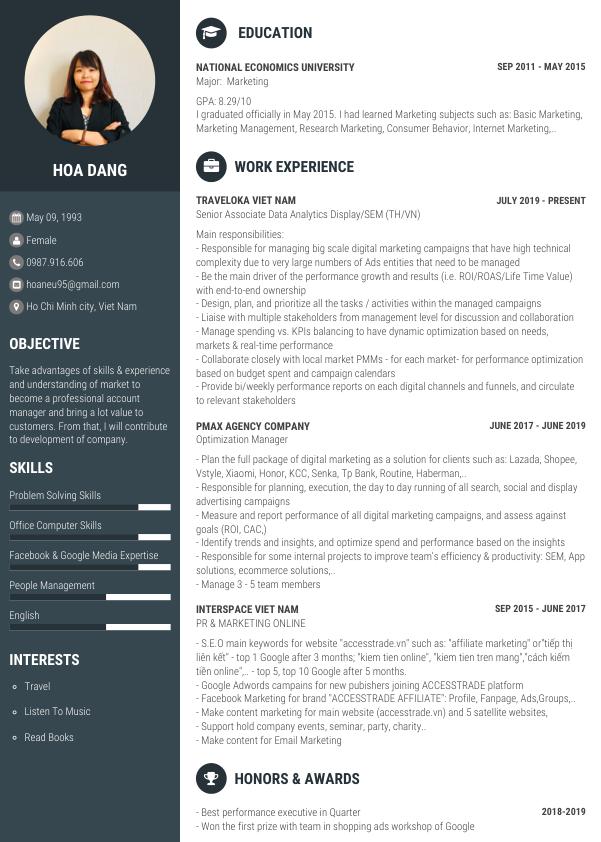 HOA DANG
May 09, 1993
Female
0987.916.606
hoaneu95@gmail.com
Ho Chi Minh city, Viet Nam
OBJECTIVE
Take advantages of skills & experience
and understanding of market to
become a professional account
manager and bring a lot value to
customers. From that, I will contribute
to development of company.
SKILLS
Problem Solving Skills
Office Computer Skills
Facebook & Google Media Expertise
People Management
English
INTERESTS
Travel
Listen To Music
Read Books
EDUCATION
NATIONAL ECONOMICS UNIVERSITY SEP 2011 - MAY 2015
Major: Marketing
GPA: 8.29/10
I graduated officially in May 2015. I had learned Marketing subjects such as: Basic Marketing,
Marketing Management, Research Marketing, Consumer Behavior, Internet Marketing,..
WORK EXPERIENCE
TRAVELOKA VIET NAM JULY 2019 - PRESENT
Senior Associate Data Analytics Display/SEM (TH/VN)
Main responsibilities:
- Responsible for managing big scale digital marketing campaigns that have high technical
complexity due to very large numbers of Ads entities that need to be managed
- Be the main driver of the performance growth and results (i.e. ROI/ROAS/Life Time Value)
with end-to-end ownership
- Design, plan, and prioritize all the tasks / activities within the managed campaigns
- Liaise with multiple stakeholders from management level for discussion and collaboration
- Manage spending vs. KPIs balancing to have dynamic optimization based on needs,
markets & real-time performance
- Collaborate closely with local market PMMs - for each market- for performance optimization
based on budget spent and campaign calendars
- Provide bi/weekly performance reports on each digital channels and funnels, and circulate
to relevant stakeholders
PMAX AGENCY COMPANY JUNE 2017 - JUNE 2019
Optimization Manager
- Plan the full package of digital marketing as a solution for clients such as: Lazada, Shopee,
Vstyle, Xiaomi, Honor, KCC, Senka, Tp Bank, Routine, Haberman,..
- Responsible for planning, execution, the day to day running of all search, social and display
advertising campaigns
- Measure and report performance of all digital marketing campaigns, and assess against
goals (ROI, CAC,)
- Identify trends and insights, and optimize spend and performance based on the insights
- Responsible for some internal projects to improve team's efficiency & productivity: SEM, App
solutions, ecommerce solutions,..
- Manage 3 - 5 team members
INTERSPACE VIET NAM SEP 2015 - JUNE 2017
PR & MARKETING ONLINE
- S.E.O main keywords for website "accesstrade.vn" such as: "affiliate marketing" or"tiếp thị
liên kết" - top 1 Google after 3 months; "kiem tien online", "kiem tien tren mang","cách kiếm
tiền online",.. - top 5, top 10 Google after 5 months.
- Google Adwords campains for new pubishers joining ACCESSTRADE platform
- Facebook Marketing for brand "ACCESSTRADE AFFILIATE": Profile, Fanpage, Ads,Groups,..
- Make content marketing for main website (accesstrade.vn) and 5 satellite websites,
- Support hold company events, seminar, party, charity..
- Make content for Email Marketing
HONORS & AWARDS
- Best performance executive in Quarter 2018-2019
- Won the first prize with team in shopping ads workshop of Google